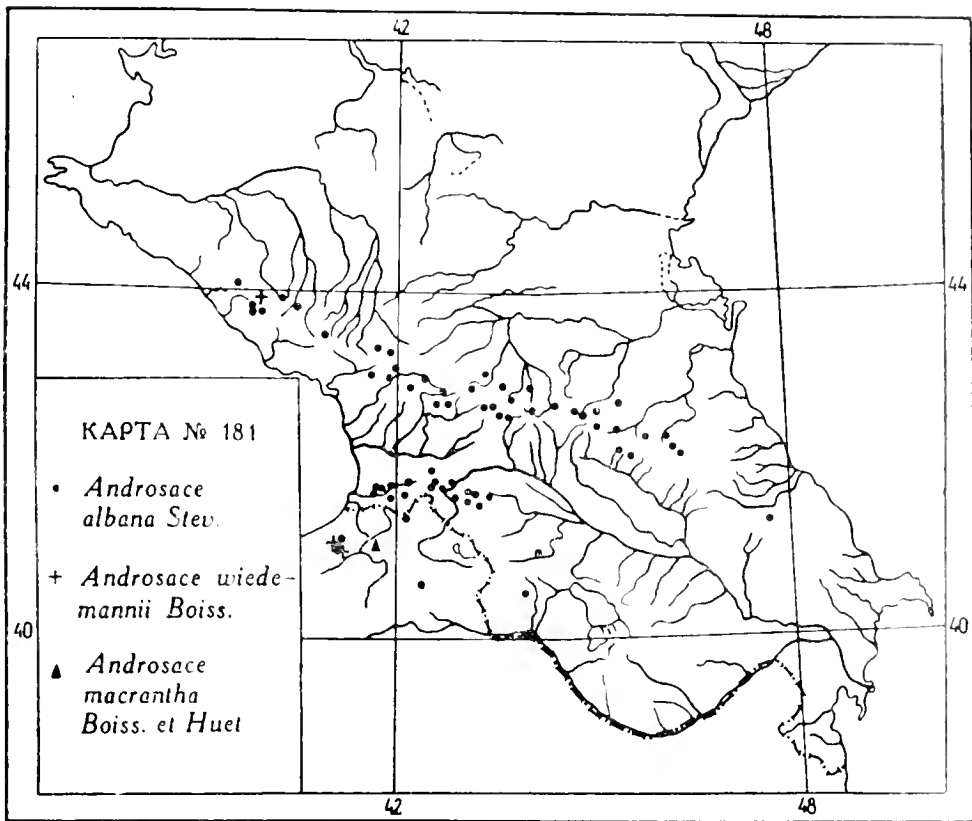 42 48
44 44
КАРТА № 181
• Androsace
albana Stev.
+ Androsace wiede-
mannii Boiss.
▲ Androsace
macrantha
Boiss. et Huet
40 40
42 48